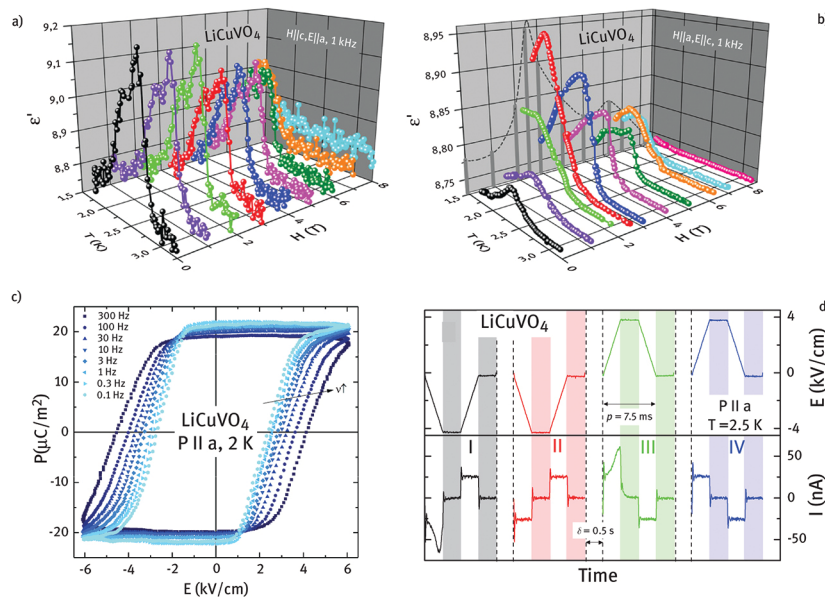 a)
9,2
9,1
9,0
8,9
8,8
ε'
LiCuVO4
H||c,E||a, 1 kHz
1.5
2.0
2.5
3.0
T (K)
0
2
4
6
8
H (T)
b
8,95
8,90
8,85
8,80
8,75
ε'
LiCuVO4
H||a,E||c, 1 kHz
1.5
2.0
2.5
3.0
T (K)
0
2
4
6
8
H (T)
c)
300 Hz
100 Hz
30 Hz
10 Hz
3 Hz
1 Hz
0.3 Hz
0.1 Hz
ν↑
LiCuVO4
P II a, 2 K
20
10
0
-10
-20
P(μC/m²)
-6 -4 -2 0 2 4 6
E (kV/cm)
d
LiCuVO4
4
0
-4
E (kV/cm)
p = 7.5 ms
P II a
T =2.5 K
I II III IV
50
0
-50
I (nA)
δ = 0.5 s
Time